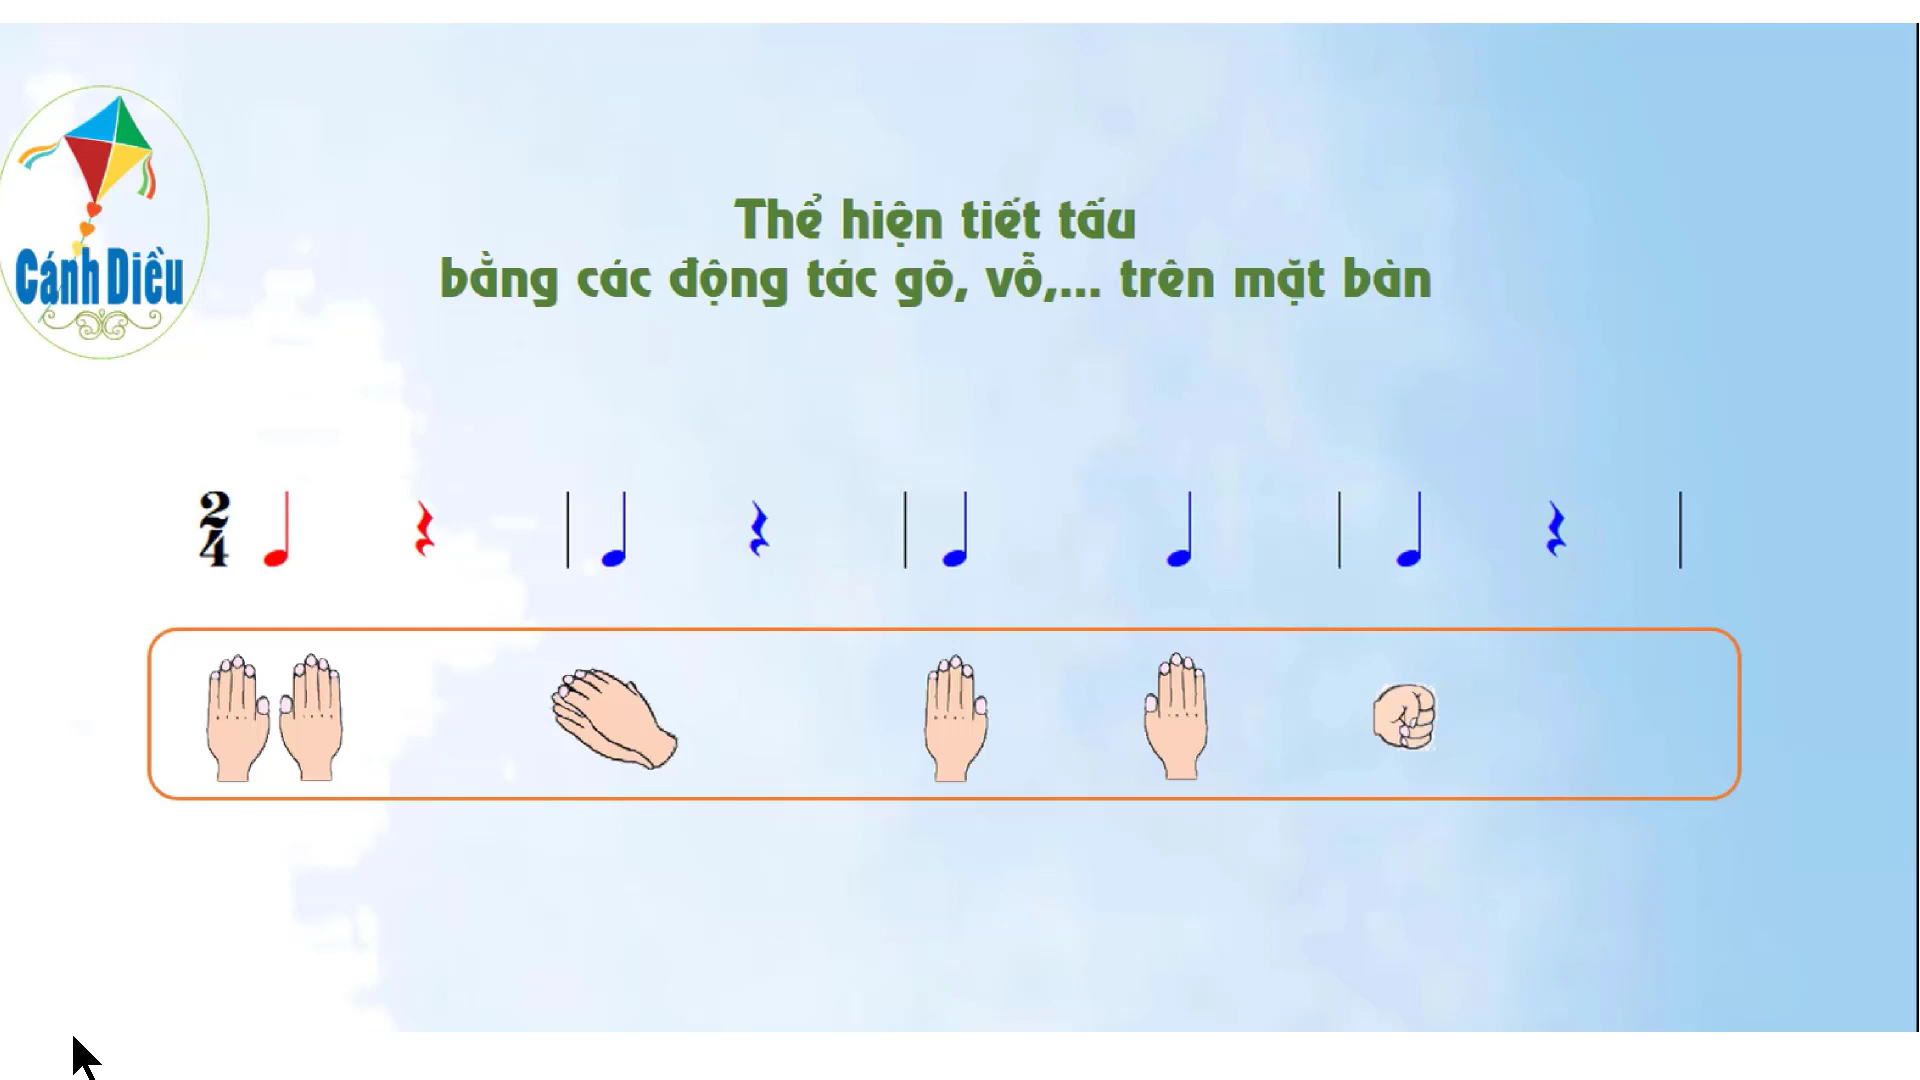 Cánh Diều
Thể hiện tiết tấu
bằng các động tác gõ, vỗ,... trên mặt bàn
2
4